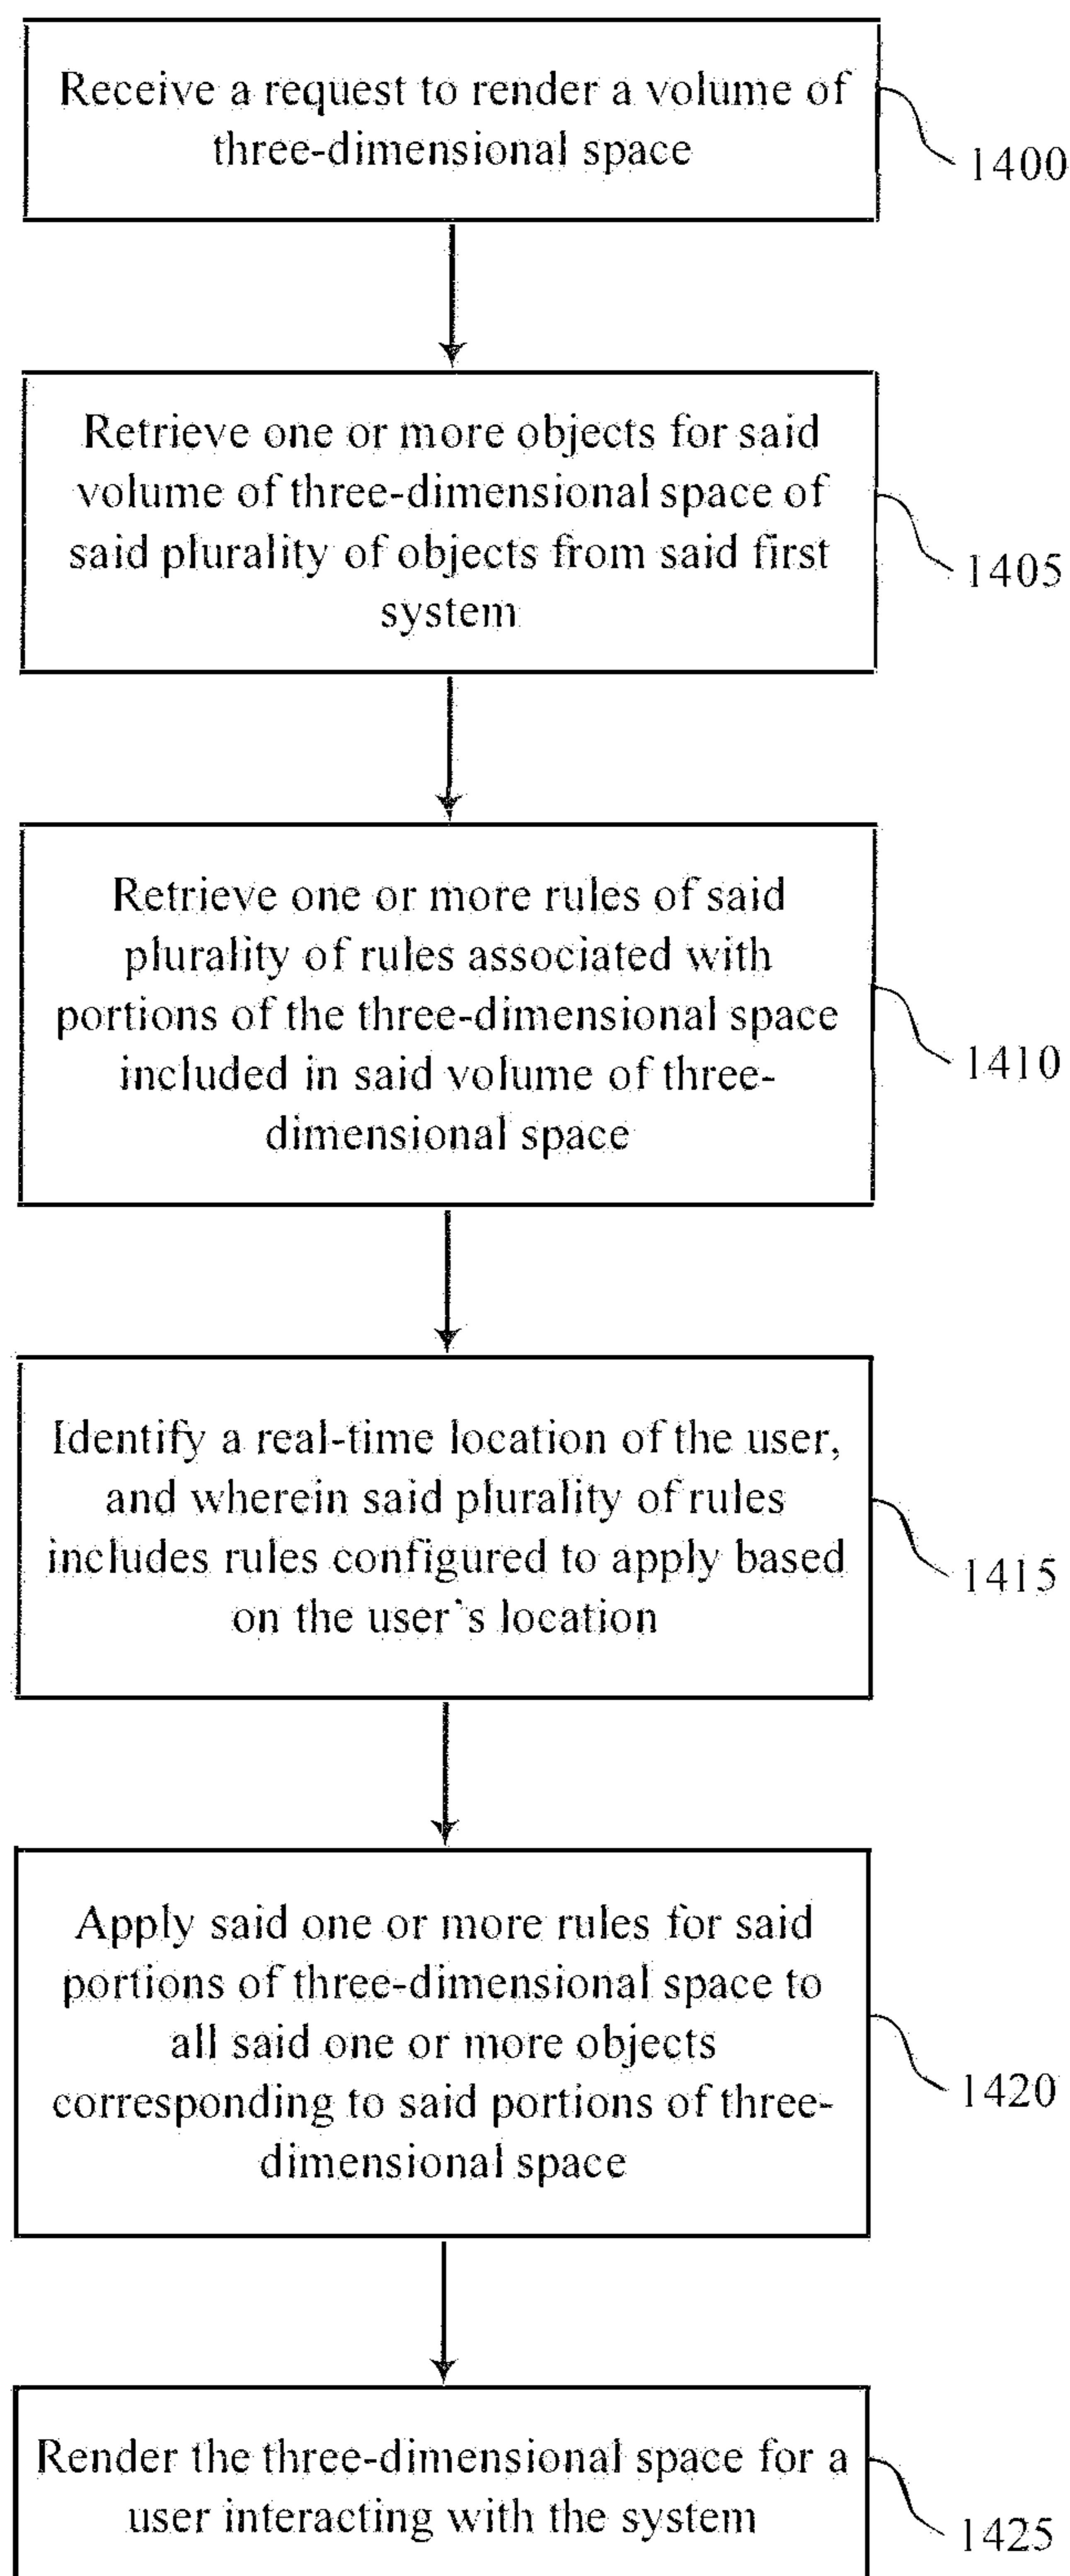 Receive a request to render a volume of
three-dimensional space
1400
Retrieve one or more objects for said
volume of three-dimensional space of
said plurality of objects from said first
system
1405
Retrieve one or more rules of said
plurality of rules associated with
portions of the three-dimensional space
included in said volume of three-
dimensional space
1410
Identify a real-time location of the user,
and wherein said plurality of rules
includes rules configured to apply based
on the user's location
1415
Apply said one or more rules for said
portions of three-dimensional space to
all said one or more objects
corresponding to said portions of three-
dimensional space
1420
Render the three-dimensional space for a
user interacting with the system
1425